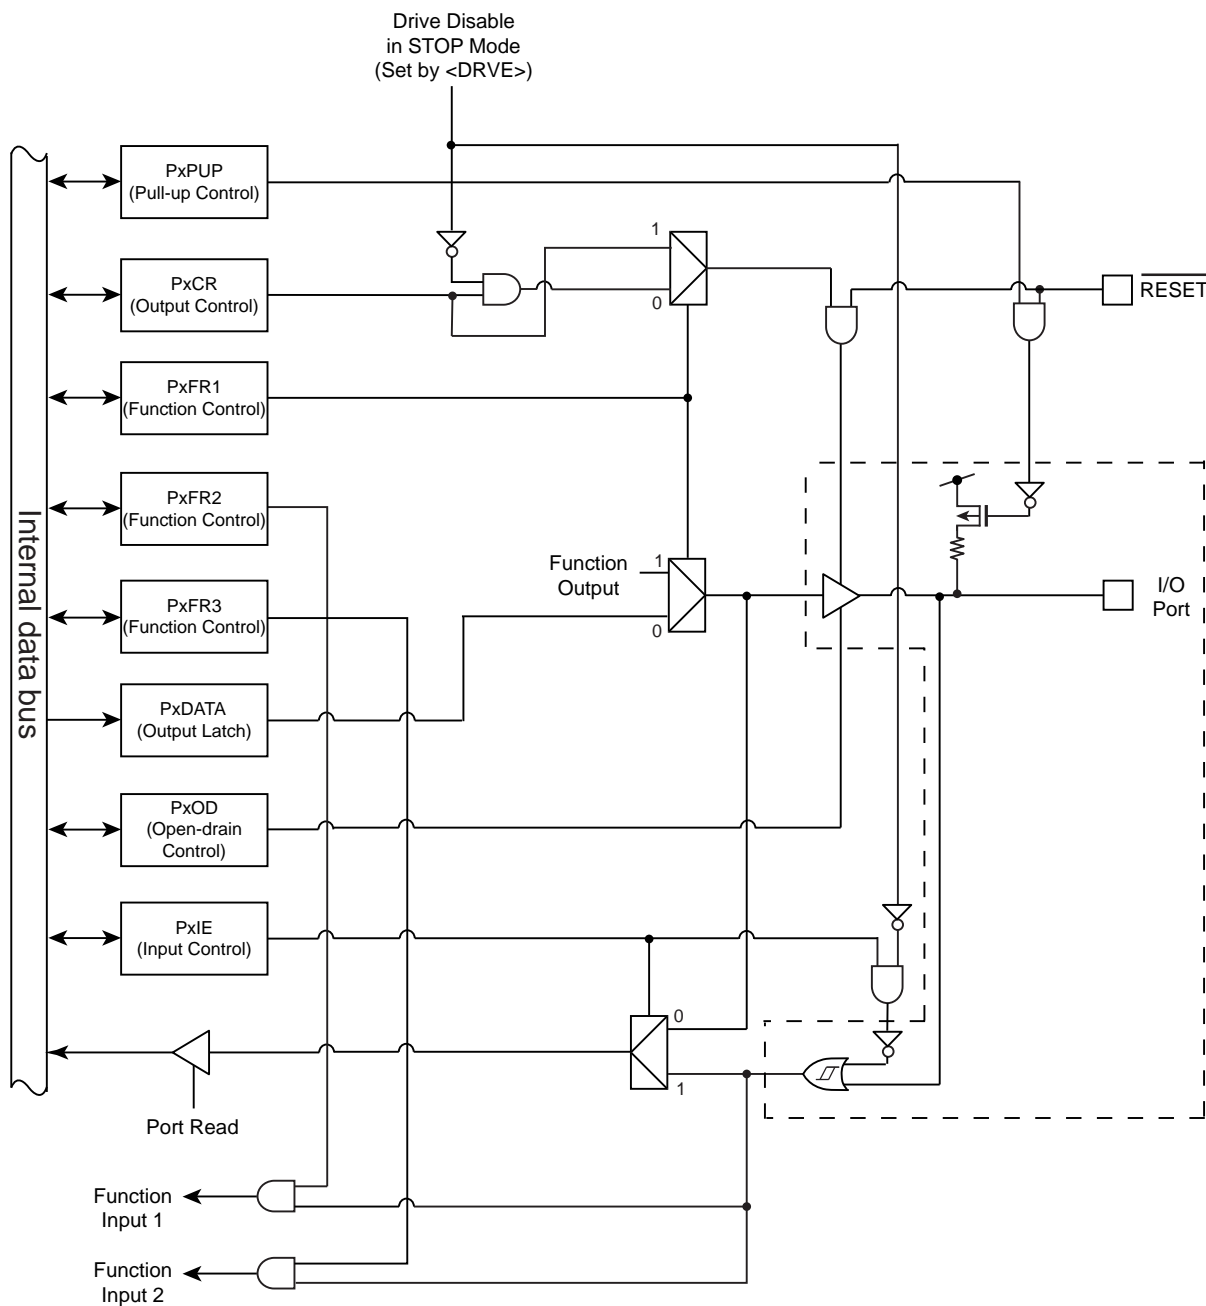 Drive Disable
in STOP Mode
(Set by <DRVE>)
PxPUP
(Pull-up Control)
1
PxCR
(Output Control)
0
RESET
PxFR1
(Function Control)
PxFR2
(Function Control)
Internal data bus
Function
Output
1
0
I/O
Port
PxFR3
(Function Control)
PxDATA
(Output Latch)
PxOD
(Open-drain
Control)
PxIE
(Input Control)
0
1
Port Read
Function
Input 1
Function
Input 2